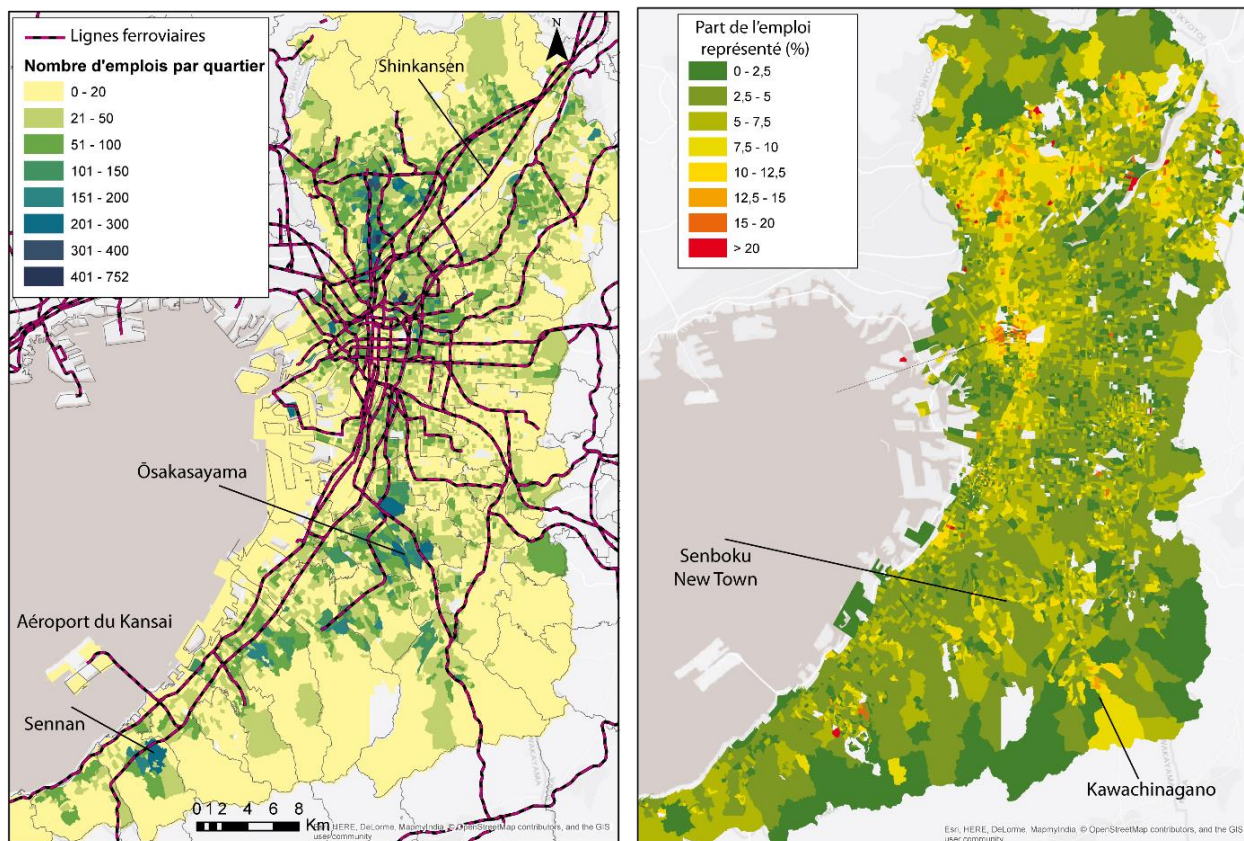 Lignes ferroviaires
Nombre d'emplois par quartier
0 - 20
21 - 50
51 - 100
101 - 150
151 - 200
201 - 300
301 - 400
401 - 752
N
Shinkansen
Ōsakasayama
Aéroport du Kansai
Sennan
0 1 2 4 6 8
Km
WAKAYAMA
Esri, HERE, DeLorme, MapmyIndia, © OpenStreetMap contributors, and the GIS
user community
Part de l'emploi
représenté (%)
0 - 2,5
2,5 - 5
5 - 7,5
7,5 - 10
10 - 12,5
12,5 - 15
15 - 20
> 20
Senboku
New Town
Kawachinagano
WAKAYAMA
Esri, HERE, DeLorme, MapmyIndia, © OpenStreetMap contributors, and the GIS
user community